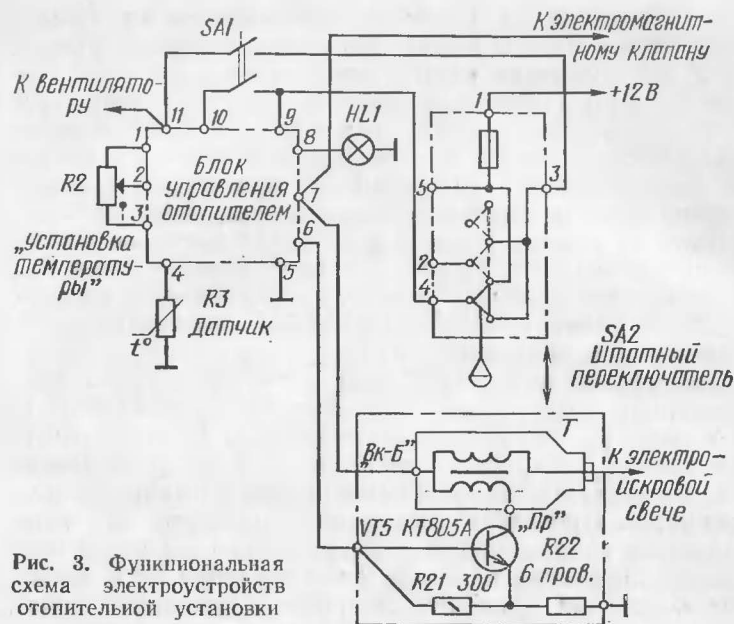 SA1
К электромагнит-
ному клапану
К вентилято-
ру
11
10
9
1
8
HL1
+12 В
1
R2
2
Блок
управления
отопителем
7
5
3
3
6
„установка
температу-
ры"
4
5
2
4
R3
Датчик
t°
SA2
Штатный
переключатель
„Вк-Б"
T
К электро-
искровой
свече
VT5 КТ805А
„Пр"
R22
6 пров.
R21 300
Рис. 3. Функциональная
схема электроустройств
отопительной установки